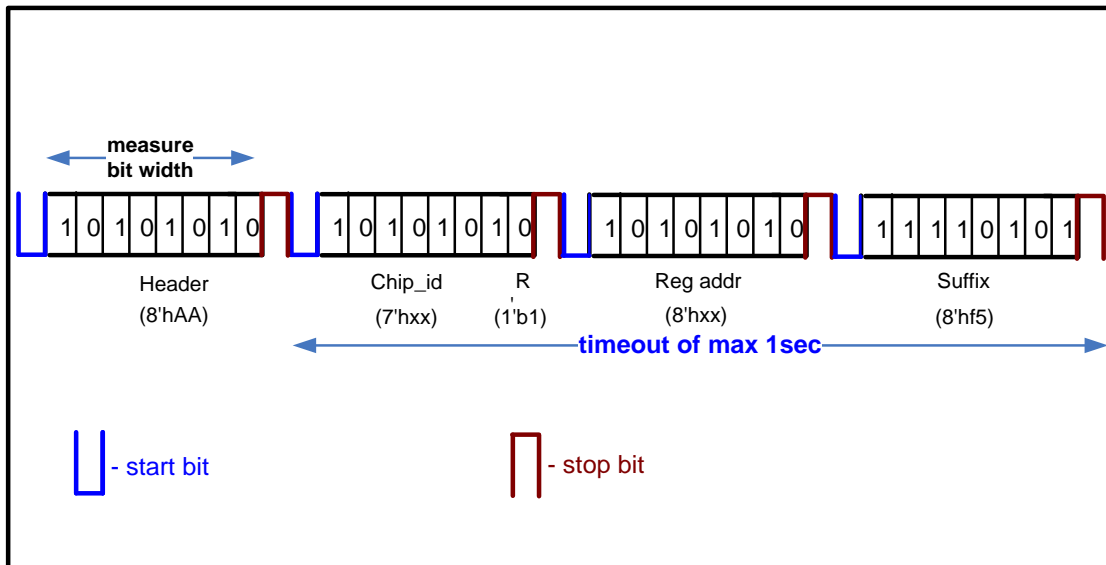 measure
bit width
1 0 1 0 1 0 1 0
1 0 1 0 1 0 1 0
1 0 1 0 1 0 1 0
1 1 1 1 0 1 0 1
Header
Chip_id
R
Reg addr
Suffix
(8'hAA)
(7'hxx)
(1'b1)
(8'hxx)
(8'hf5)
timeout of max 1sec
- start bit
- stop bit